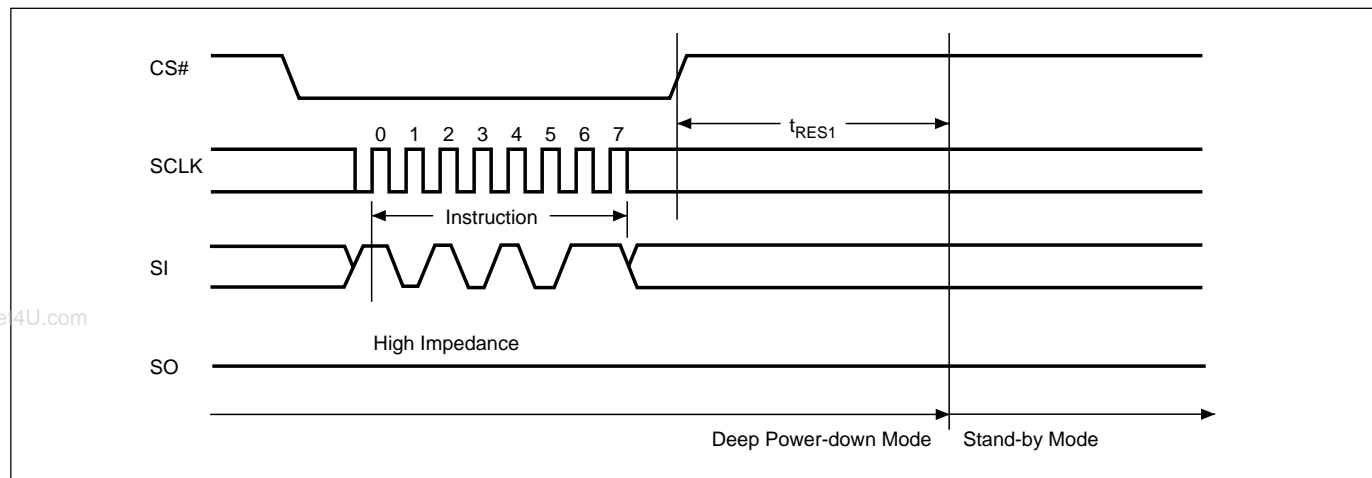 CS#
t_RES1
0 1 2 3 4 5 6 7
SCLK
Instruction
SI
et4U.com
High Impedance
SO
Deep Power-down Mode Stand-by Mode